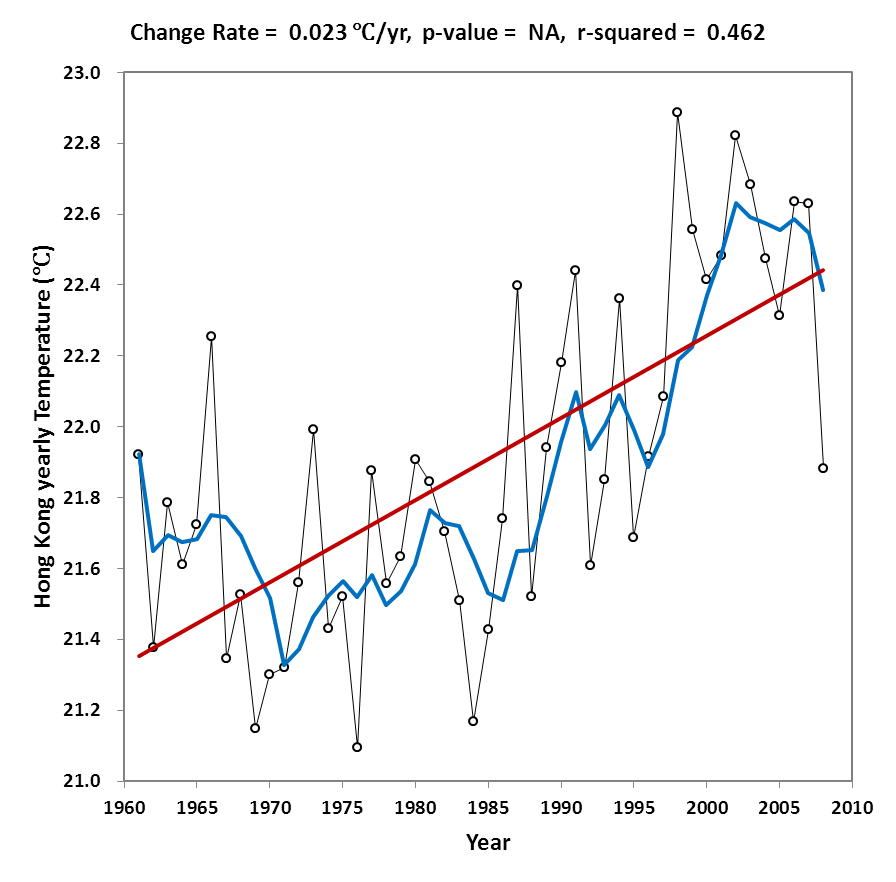 Change Rate =  0.023 ℃/yr,  p-value =  NA,  r-squared =  0.462
23.0
22.8
22.6
22.4
22.2
22.0
21.8
21.6
21.4
21.2
21.0
Hong Kong yearly Temperature (℃)
1960 1965 1970 1975 1980 1985 1990 1995 2000 2005 2010
Year